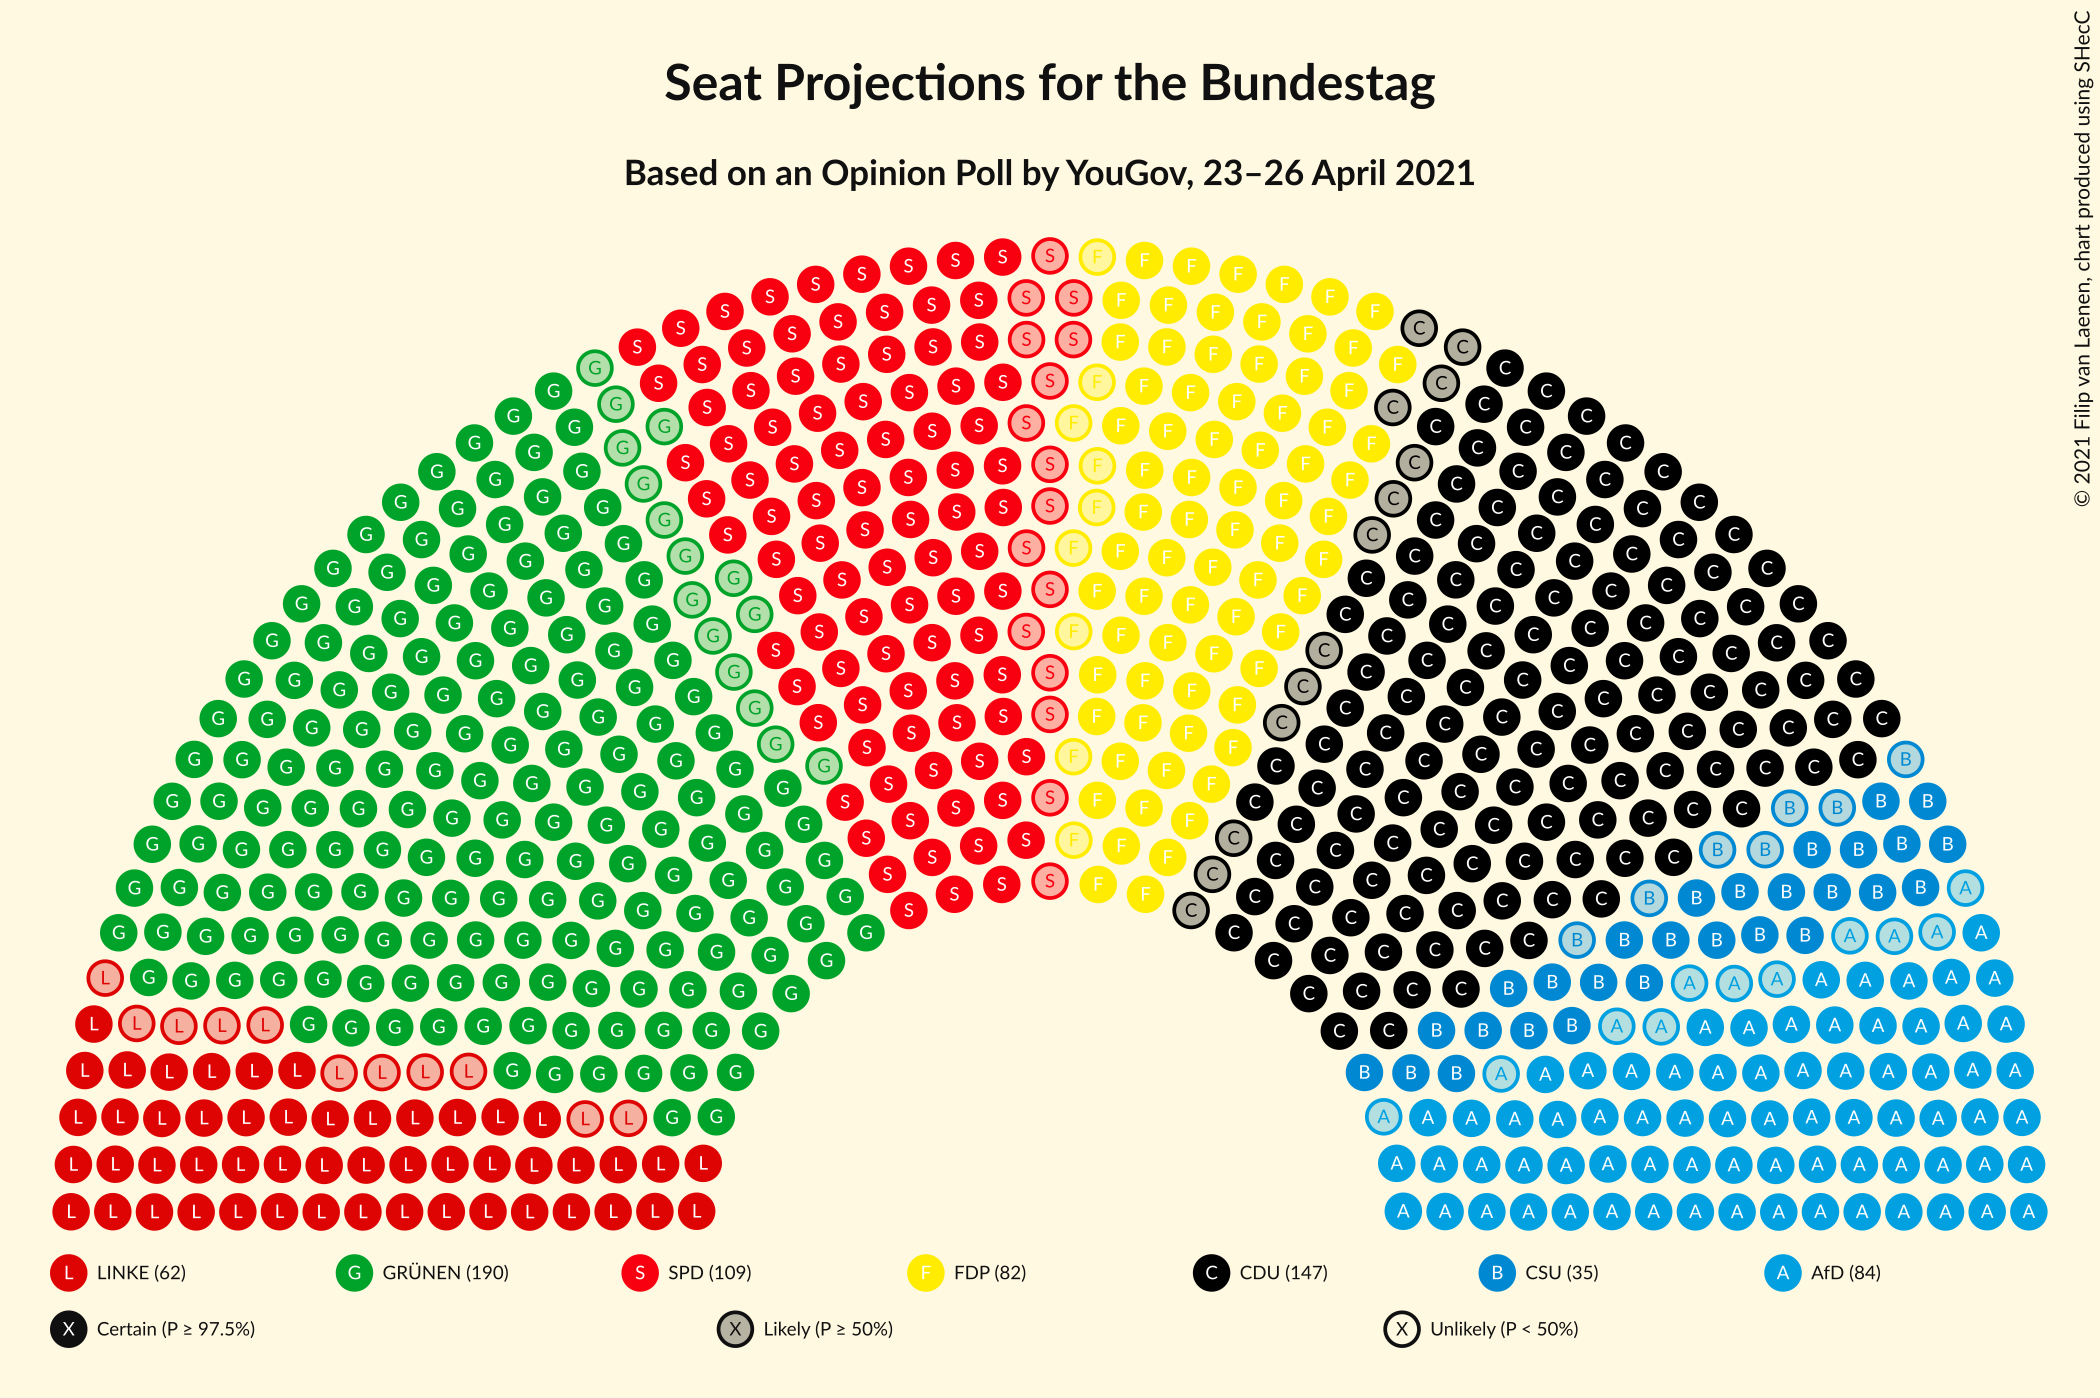 Seat Projections for the Bundestag
Based on an Opinion Poll by YouGov, 23–26 April 2021
© 2021 Filip van Laenen, chart produced using SHecC
L LINKE (62) G GRÜNEN (190) S SPD (109) F FDP (82) C CDU (147) B CSU (35) A AfD (84)
X Certain (P ≥ 97.5%) X Likely (P ≥ 50%) X Unlikely (P < 50%)